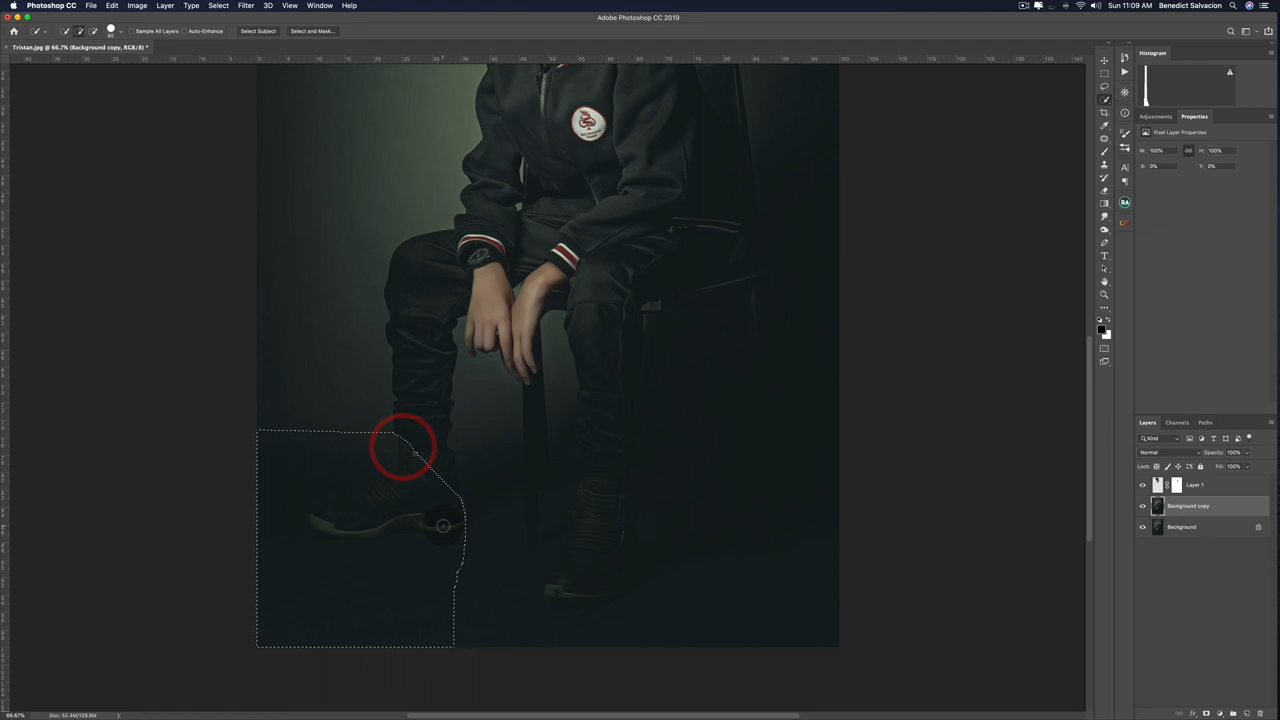 Photoshop CC File Edit Image Layer Type Select Filter 3D View Window Help
Sun 11:09 AM Benedict Salvacion
Adobe Photoshop CC 2019
Sample All Layers Auto-Enhance Select Subject Select and Mask...
Tristan.jpg @ 66.7% (Background copy, RGB/8) *
Histogram
Adjustments Properties
Pixel Layer Properties
W: 100% H: 100%
X: 0% Y: 0%
Layers Channels Paths
Kind
Normal Opacity: 100%
Lock: Fill: 100%
Layer 1
Background copy
Background
66.67% Doc: 52.4M/139.8M